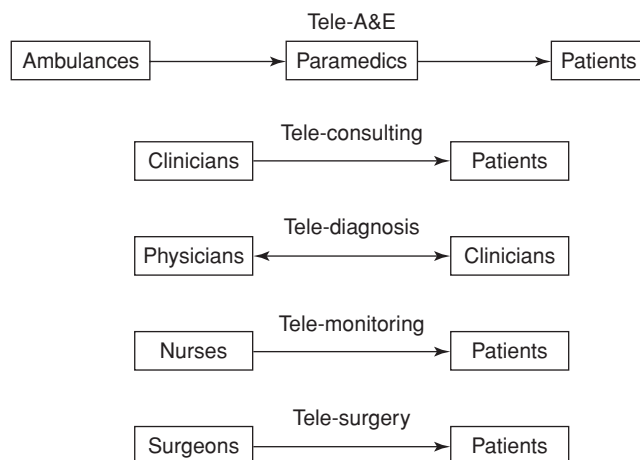 Tele-A&E
Ambulances Paramedics Patients
Tele-consulting
Clinicians Patients
Tele-diagnosis
Physicians Clinicians
Tele-monitoring
Nurses Patients
Tele-surgery
Surgeons Patients